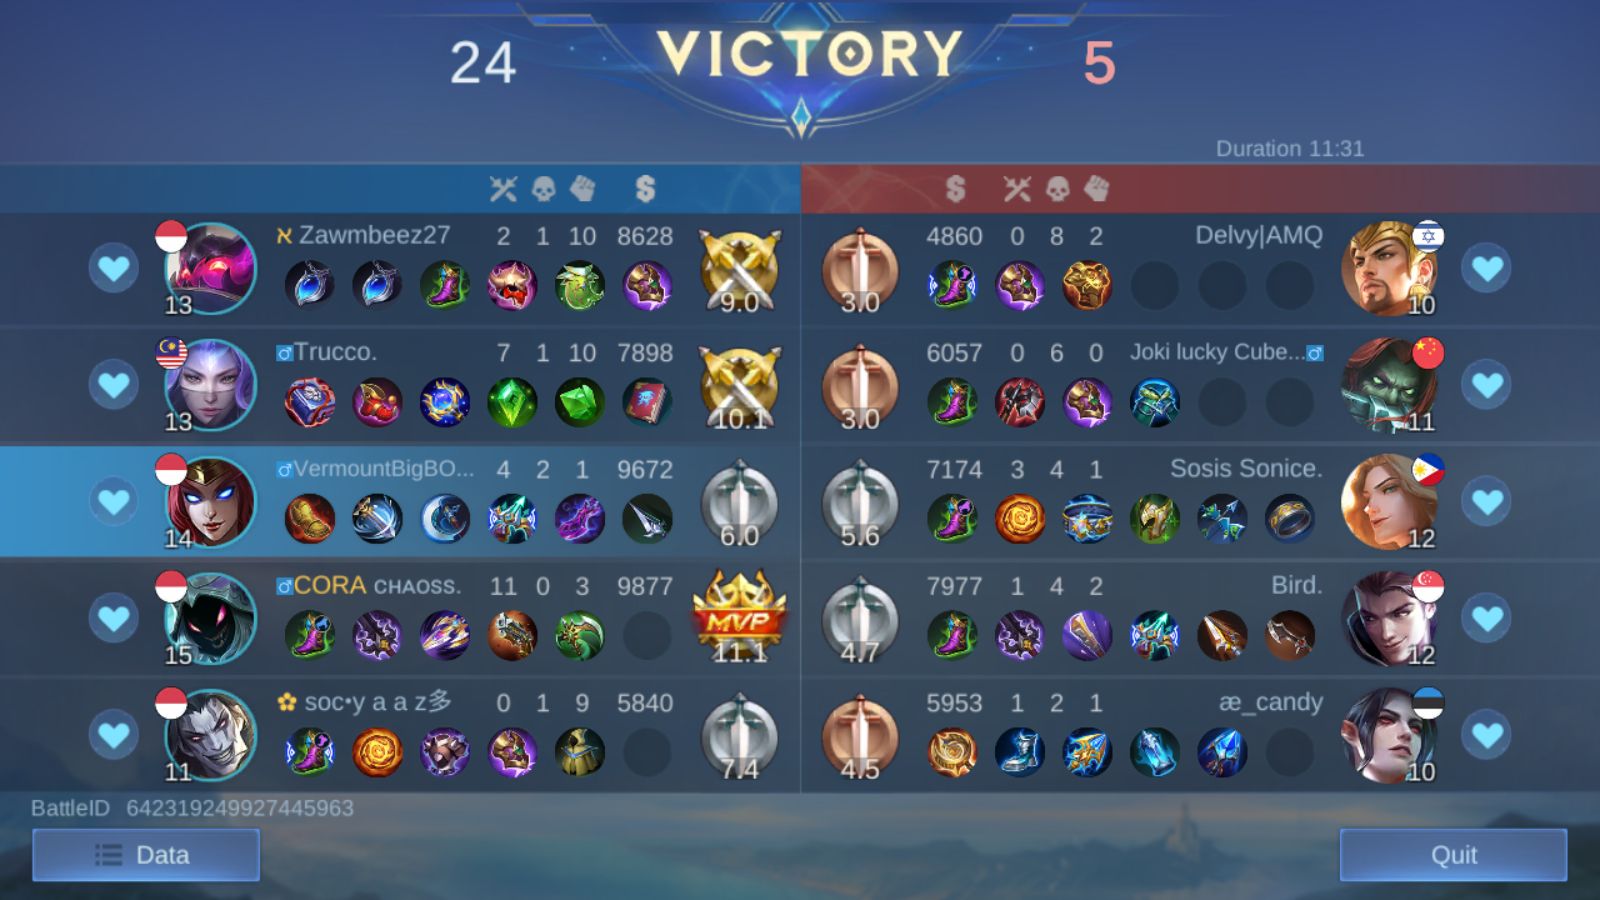 24 VICTORY 5
Duration 11:31
א Zawmbeez27 2 1 10 8628 9.0 13
3.0 4860 0 8 2 Delvy|AMQ 10
♂Trucco. 7 1 10 7898 10.1 13
3.0 6057 0 6 0 Joki lucky Cube...♂ 11
♂VermountBigBO... 4 2 1 9672 6.0 14
5.6 7174 3 4 1 Sosis Sonice. 12
♂CORA CHAOSS. 11 0 3 9877 MVP 11.1 15
4.7 7977 1 4 2 Bird. 12
✿ soc•y a a z多 0 1 9 5840 7.4 11
4.5 5953 1 2 1 æ_candy 10
BattleID 642319249927445963
Data
Quit